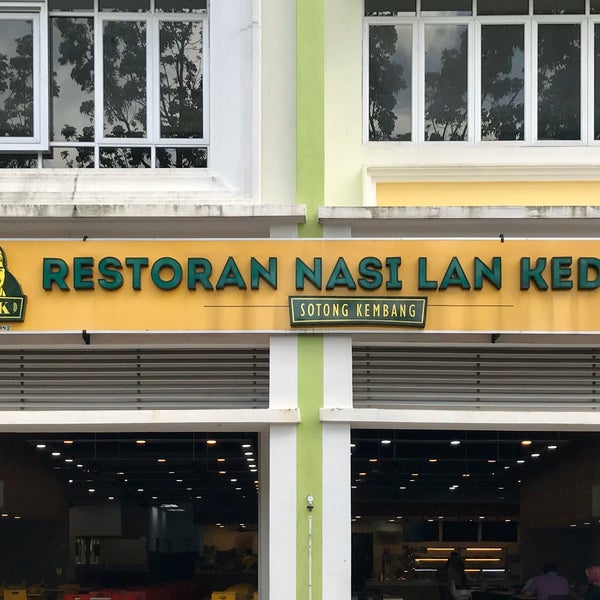 RESTORAN NASI LAN KED
SOTONG KEMBANG